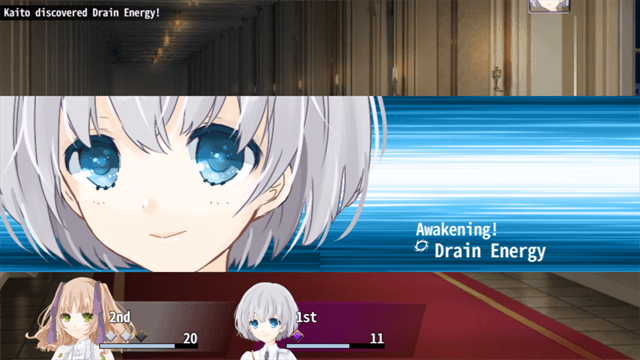 Kaito discovered Drain Energy!
Awakening!
Drain Energy
2nd
20
1st
11